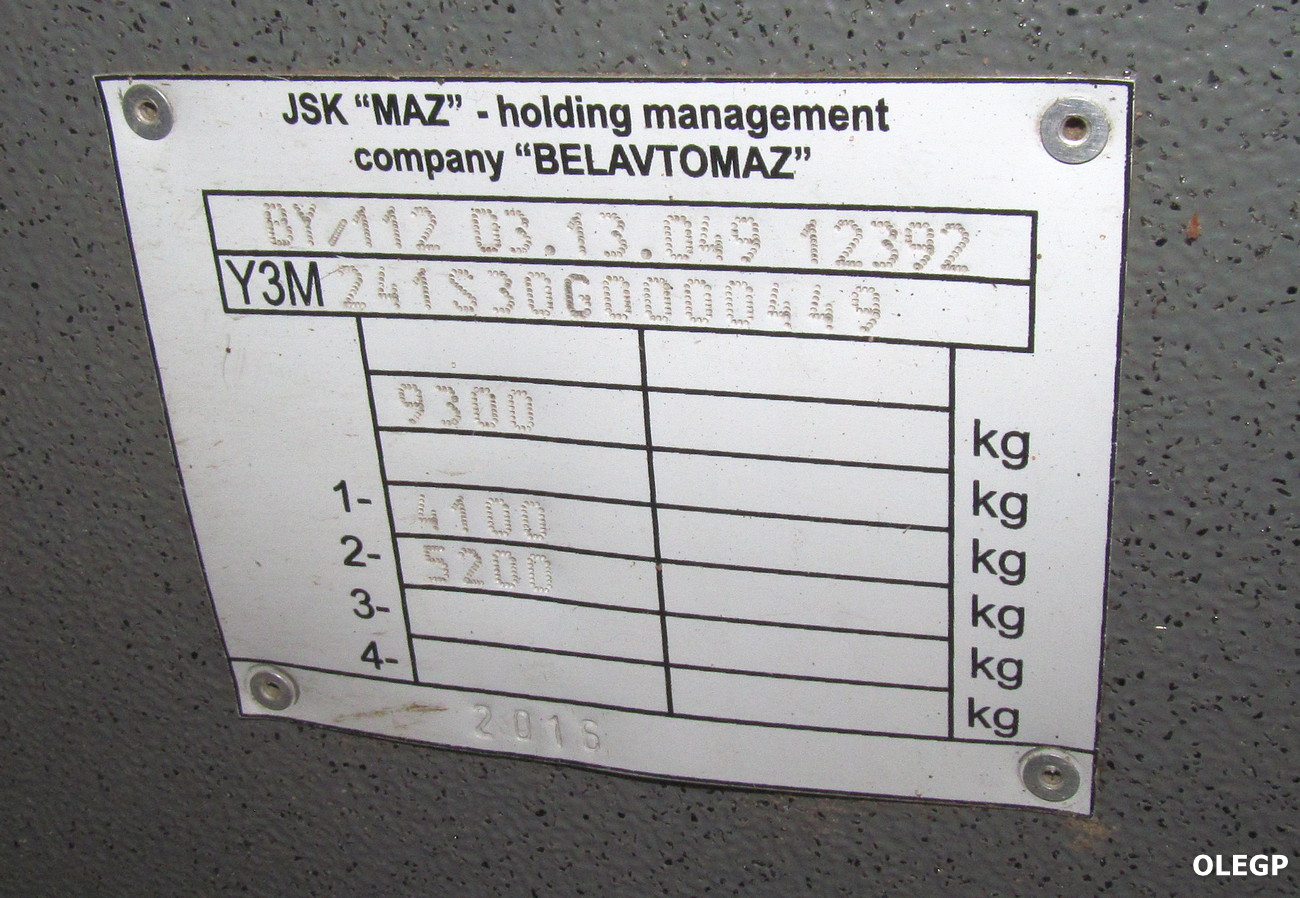 JSK “MAZ” - holding management
company “BELAVTOMAZ”
BY/112 03.13.049 12392
Y3M 241S30G0000449
9300 kg
kg
1- 4100 kg
2- 5200 kg
3- kg
4- kg
2016
OLEGP